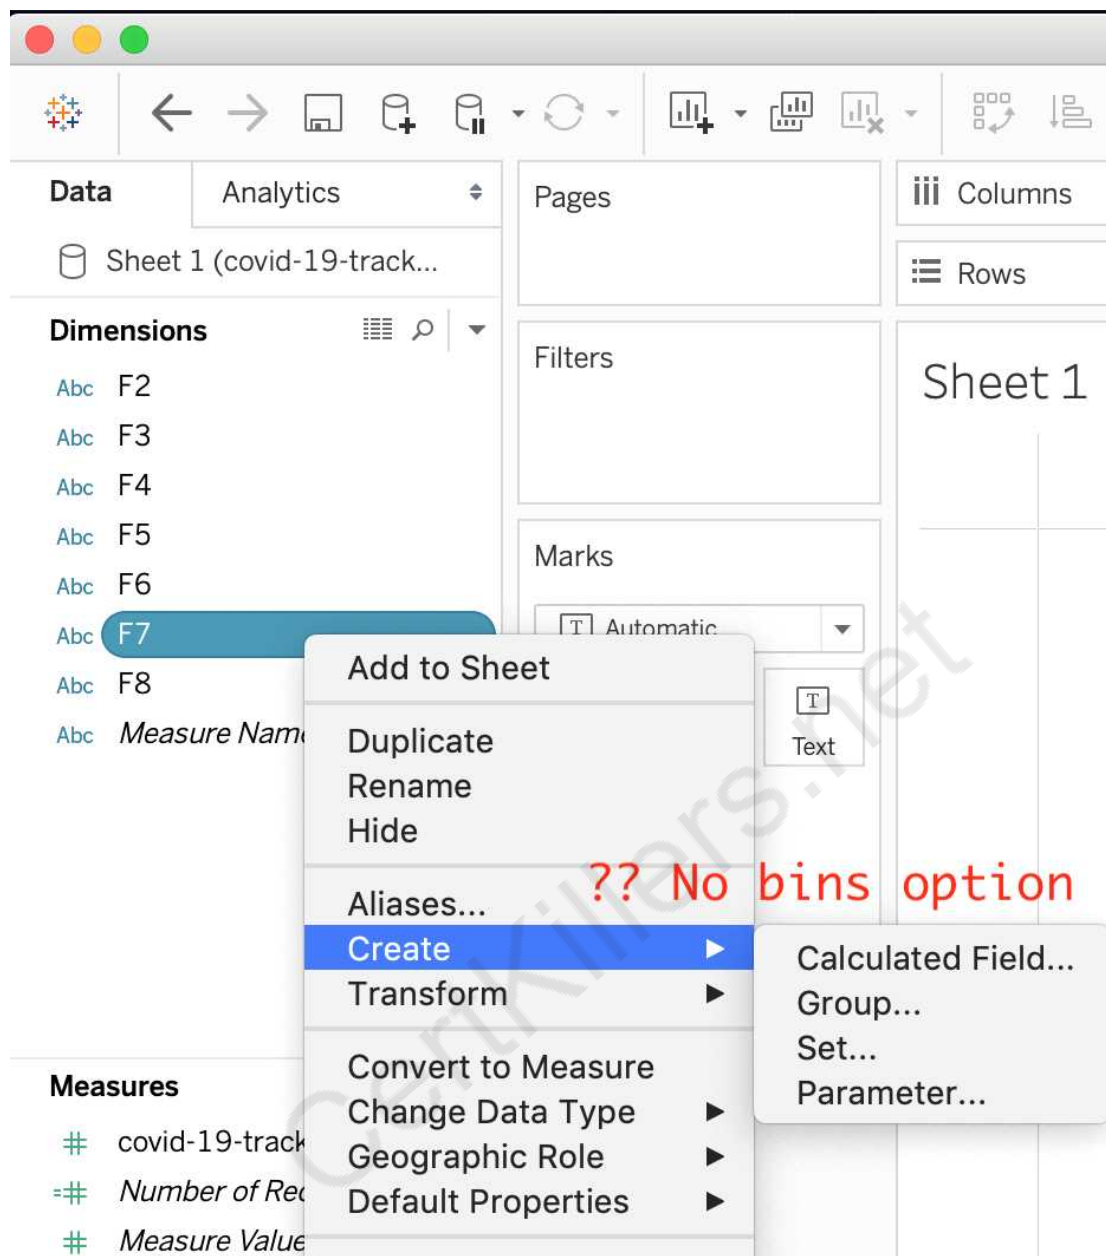 Data
Analytics
Pages
Columns
Sheet 1 (covid-19-track...
Rows
Dimensions
Filters
Sheet 1
Abc F2
Abc F3
Abc F4
Abc F5
Marks
Abc F6
Abc F7
T Automatic
Abc F8
Abc Measure Name
T
Text
Add to Sheet
Duplicate
Rename
Hide
?? No bins option
Aliases...
Create
Transform
Calculated Field...
Group...
Set...
Parameter...
Convert to Measure
Change Data Type
Geographic Role
Default Properties
Measures
covid-19-track
Number of Rec
Measure Value
CertKillers.net